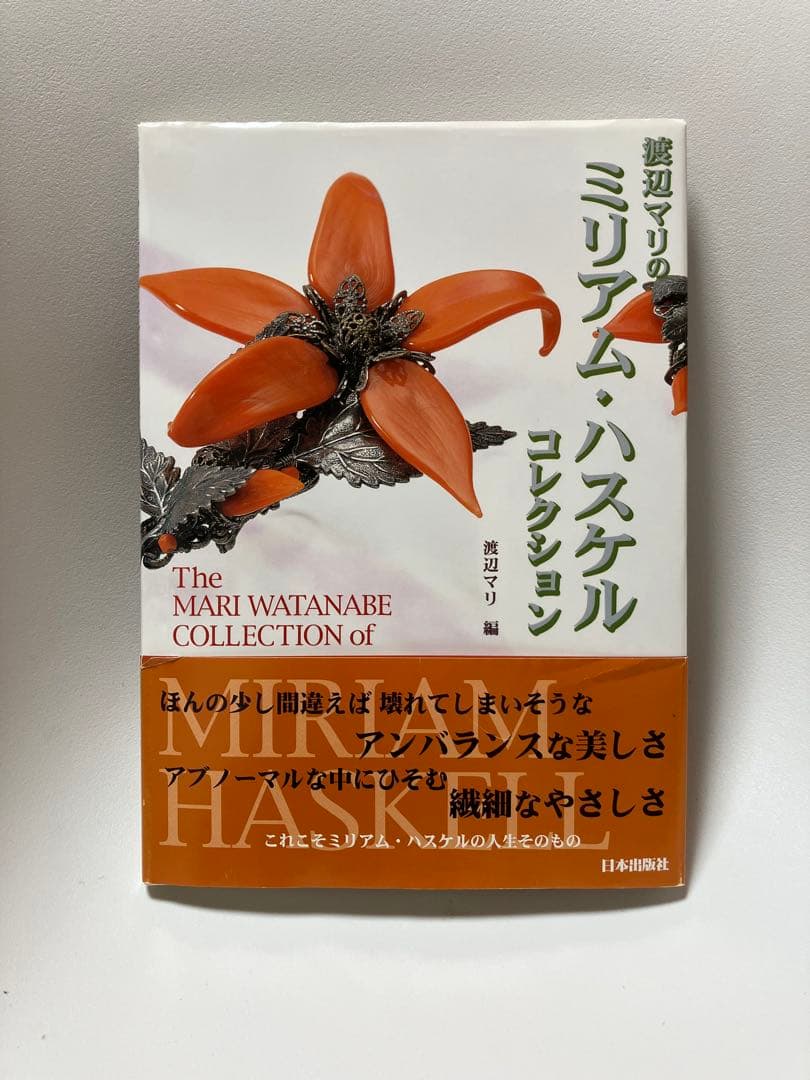 渡辺マリの
ミリアム・ハスケル
コレクション
渡辺マリ 編
The
MARI WATANABE
COLLECTION of
MIRIAM
HASKELL
ほんの少し間違えば 壊れてしまいそうな
アンバランスな美しさ
アブノーマルな中にひそむ
繊細なやさしさ
これこそミリアム・ハスケルの人生そのもの
日本出版社